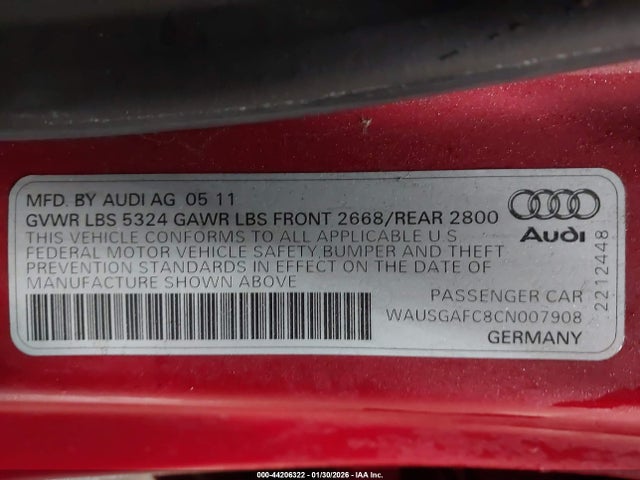 MFD. BY AUDI AG 05 11
GVWR LBS 5324 GAWR LBS FRONT 2668/REAR 2800
THIS VEHICLE CONFORMS TO ALL APPLICABLE U S
FEDERAL MOTOR VEHICLE SAFETY, BUMPER AND THEFT
PREVENTION STANDARDS IN EFFECT ON THE DATE OF
MANUFACTURE SHOWN ABOVE
Audi
2212448
PASSENGER CAR
WAUSGAFC8CN007908
GERMANY
000-44206322 - 01/30/2026 - IAA Inc.